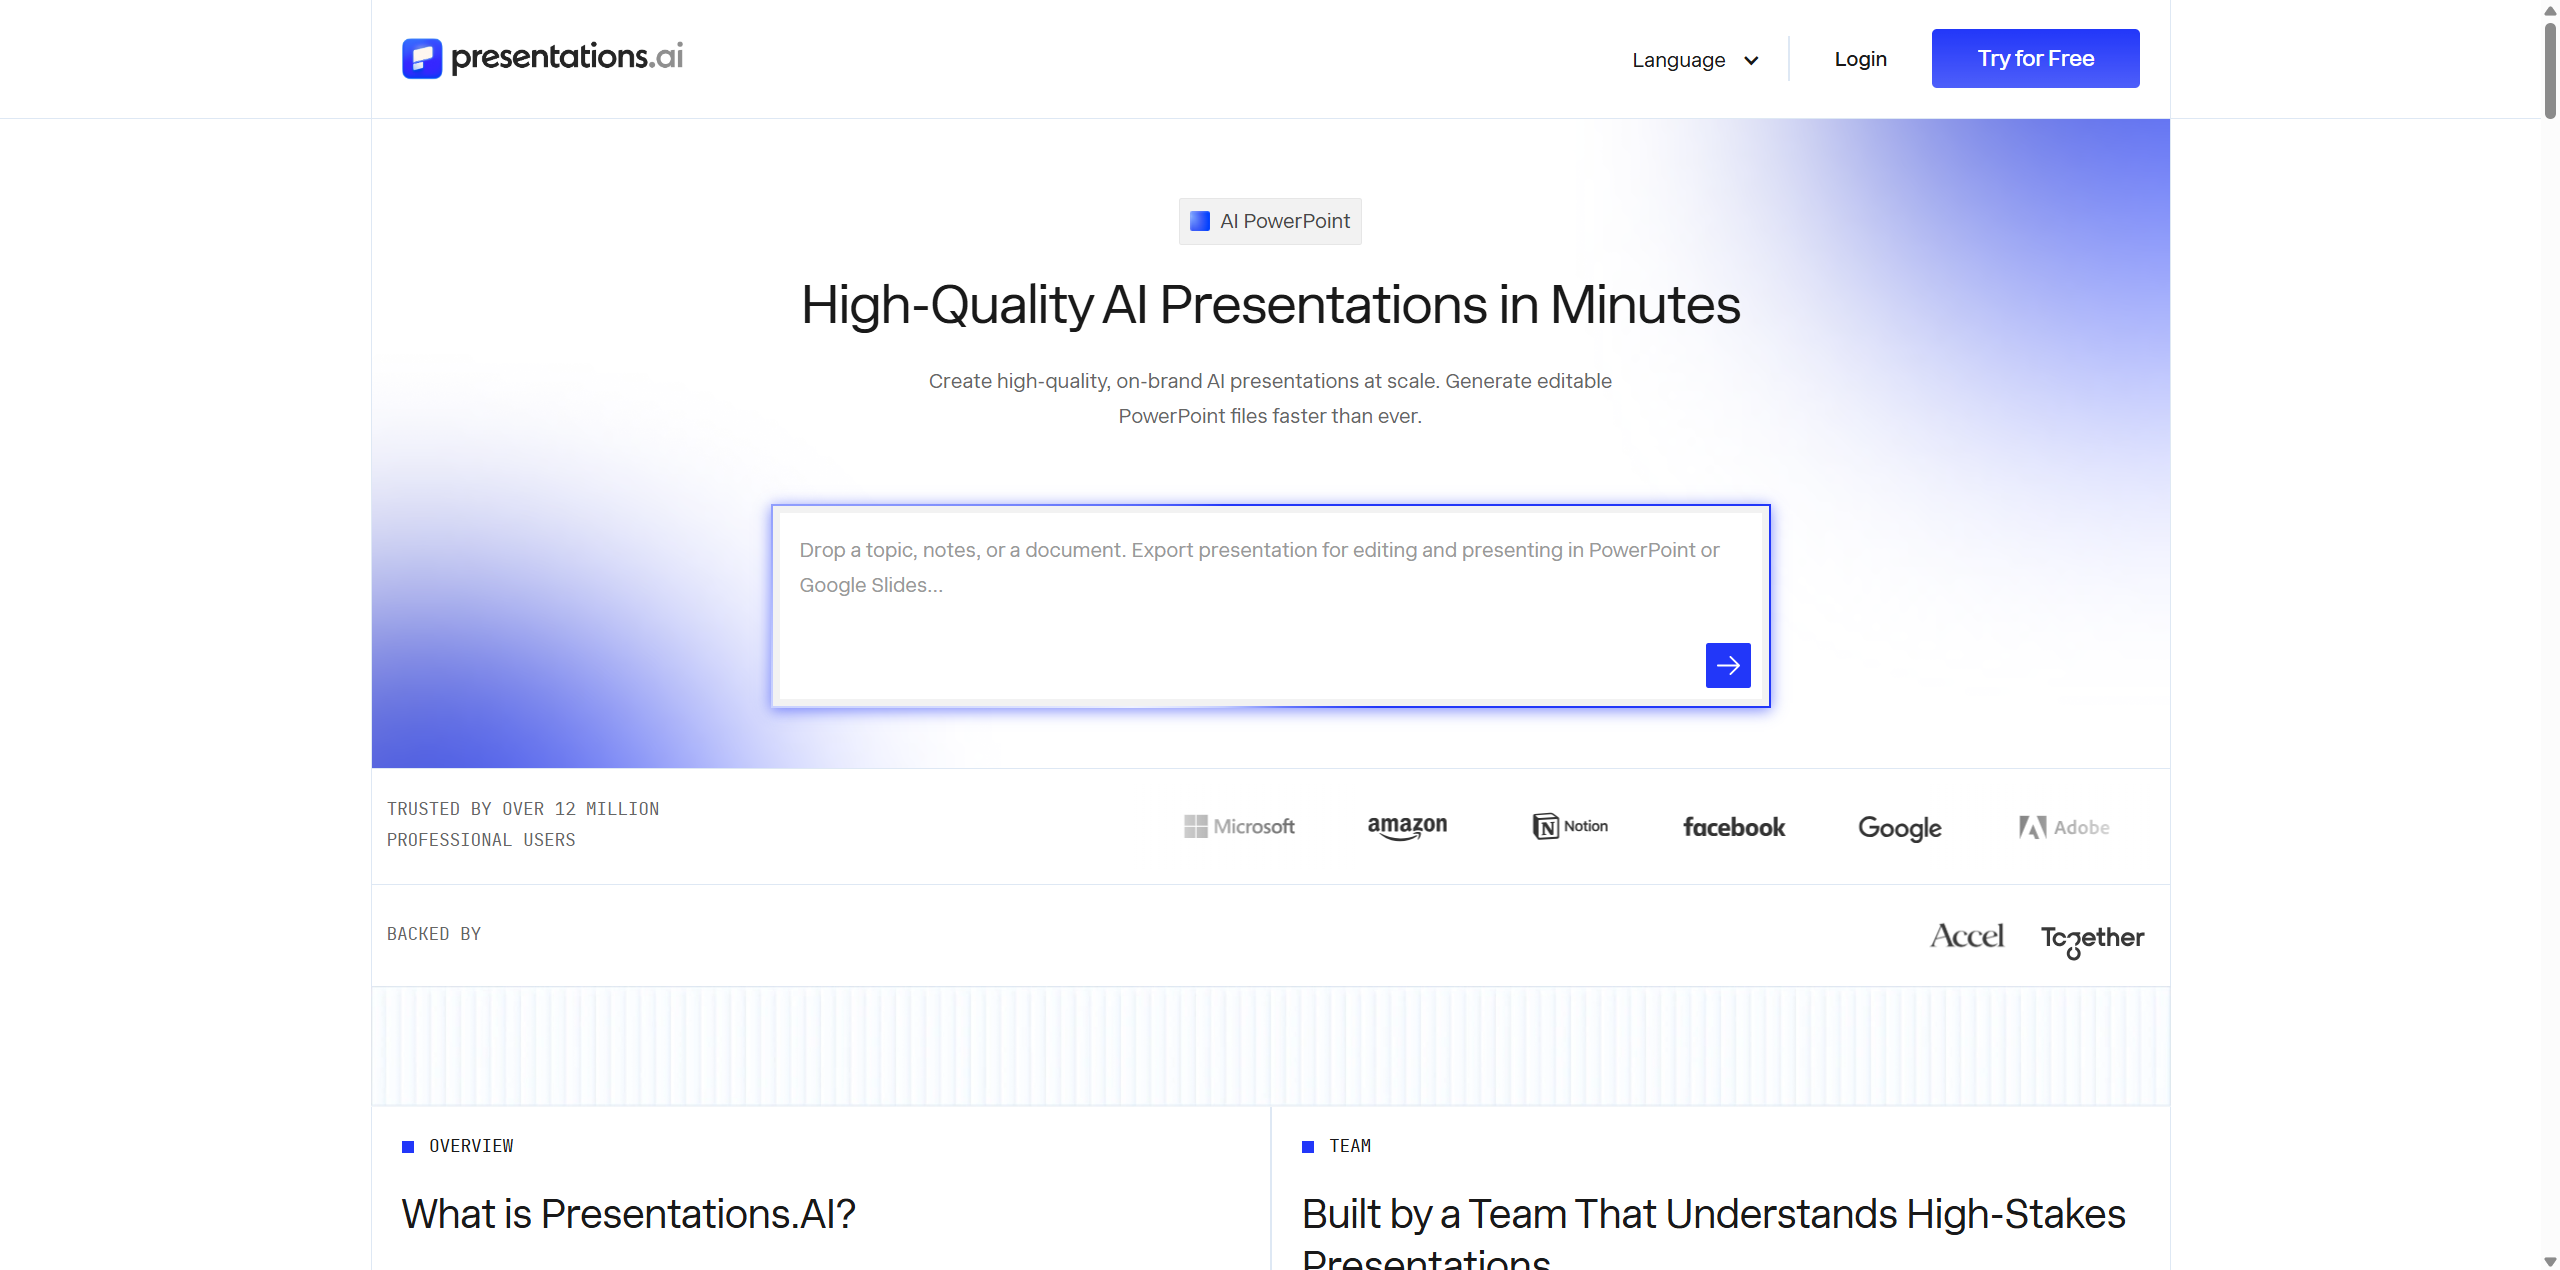 presentations.ai
Language
Login
Try for Free
AI PowerPoint
High-Quality AI Presentations in Minutes
Create high-quality, on-brand AI presentations at scale. Generate editable
PowerPoint files faster than ever.
Drop a topic, notes, or a document. Export presentation for editing and presenting in PowerPoint or
Google Slides...
TRUSTED BY OVER 12 MILLION
PROFESSIONAL USERS
Microsoft
amazon
Notion
facebook
Google
Adobe
BACKED BY
Accel
Together
OVERVIEW
What is Presentations.AI?
TEAM
Built by a Team That Understands High-Stakes
Presentations